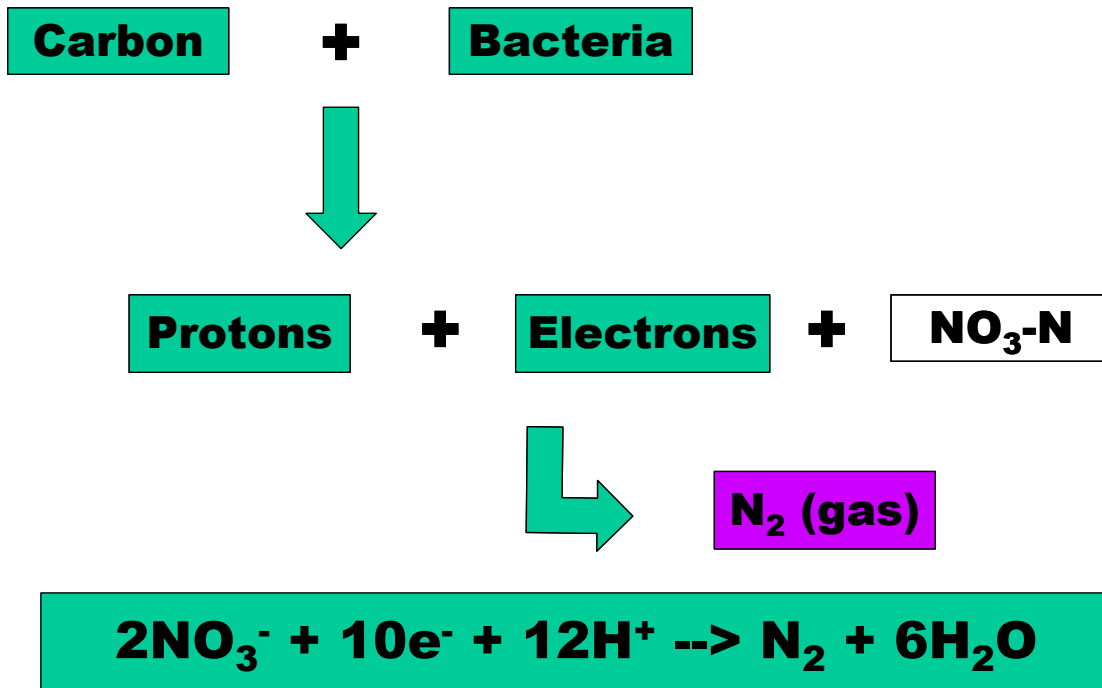 Carbon + Bacteria
Protons + Electrons + NO₃-N
N₂ (gas)
2NO₃⁻ + 10e⁻ + 12H⁺ --> N₂ + 6H₂O